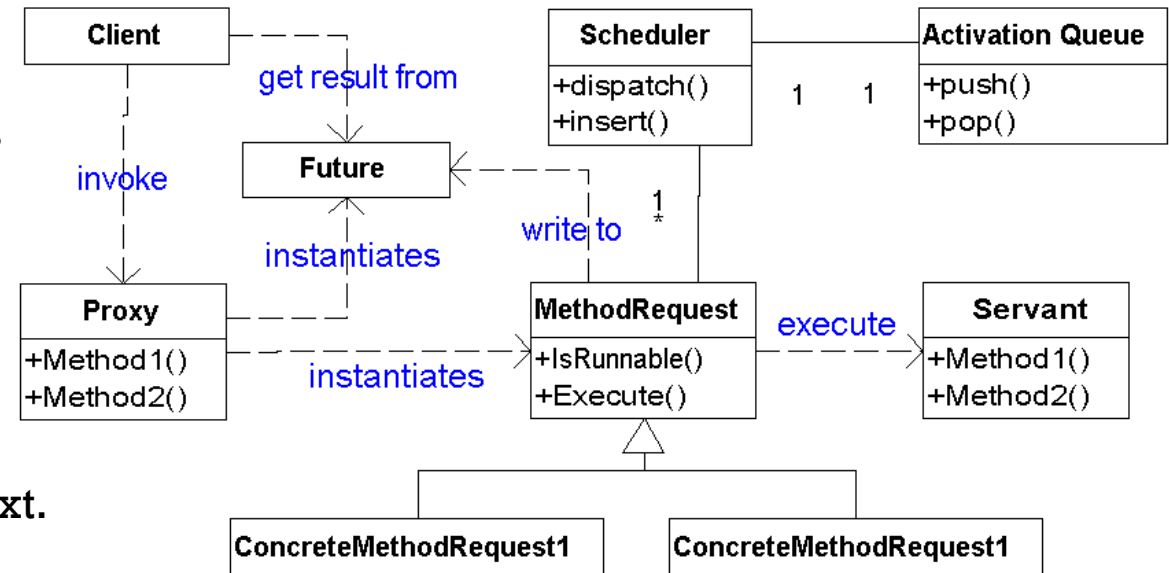 Client
Scheduler
+dispatch()
+insert()
Activation Queue
+push()
+pop()
1 1
get result from
invoke
Future
instantiates
write to
1
*
Proxy
+Method1()
+Method2()
instantiates
MethodRequest
+IsRunnable()
+Execute()
execute
Servant
+Method1()
+Method2()
xt.
ConcreteMethodRequest1
ConcreteMethodRequest1